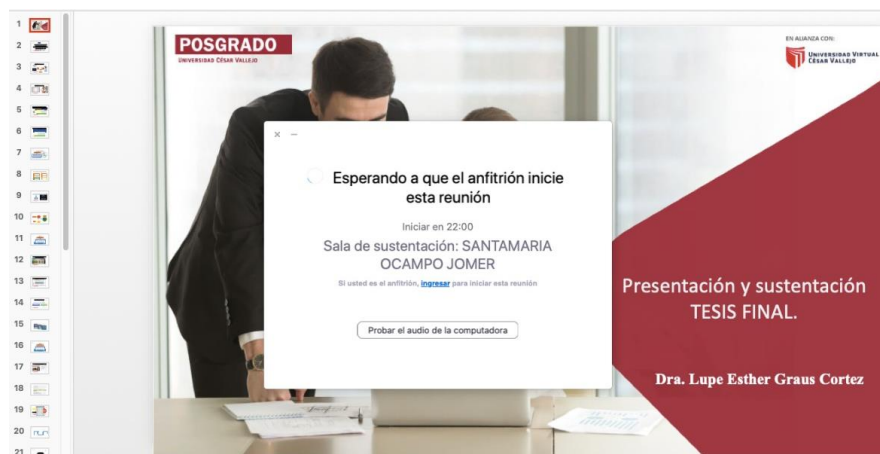 1
2
3
4
5
6
7
8
9
10
11
12
13
14
15
16
17
18
19
20
21
POSGRADO
UNIVERSIDAD CÉSAR VALLEJO
EN ALIANZA CON:
UNIVERSIDAD VIRTUAL
CÉSAR VALLEJO
Esperando a que el anfitrión inicie
esta reunión
Iniciar en 22:00
Sala de sustentación: SANTAMARIA
OCAMPO JOMER
Si usted es el anfitrión, ingresar para iniciar esta reunión
Probar el audio de la computadora
Presentación y sustentación
TESIS FINAL.
Dra. Lupe Esther Graus Cortez